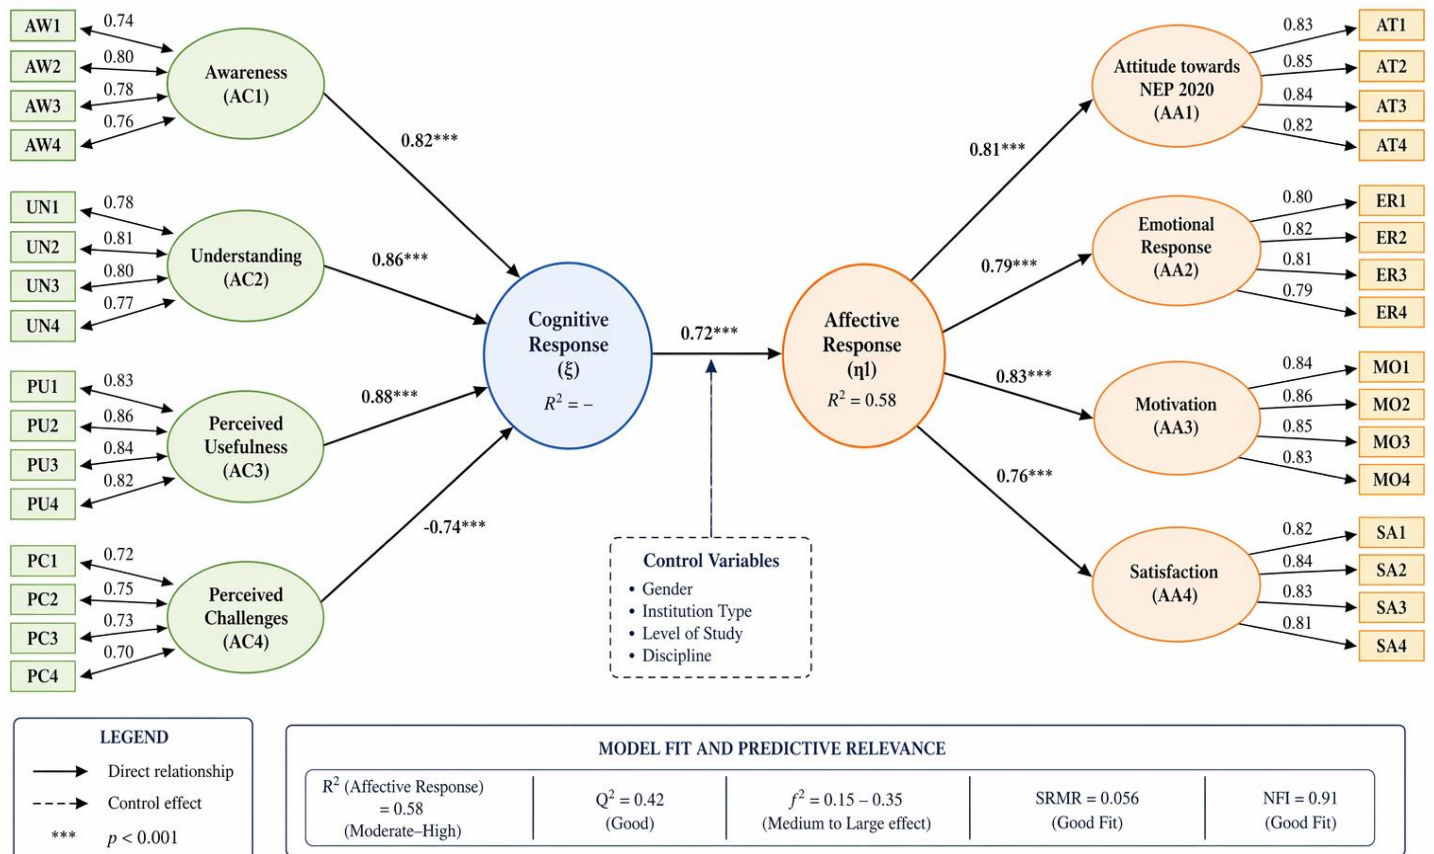 AW1
0.74
AW2
0.80
AW3
0.78
AW4
0.76
Awareness
(AC1)
0.82***
UN1
0.78
UN2
0.81
UN3
0.80
UN4
0.77
Understanding
(AC2)
0.86***
PU1
0.83
PU2
0.86
PU3
0.84
PU4
0.82
Perceived
Usefulness
(AC3)
0.88***
PC1
0.72
PC2
0.75
PC3
0.73
PC4
0.70
Perceived
Challenges
(AC4)
-0.74***
Cognitive
Response
(ξ)
R² = –
0.72***
Affective
Response
(η1)
R² = 0.58
Control Variables
• Gender
• Institution Type
• Level of Study
• Discipline
0.81***
Attitude towards
NEP 2020
(AA1)
0.83
AT1
0.85
AT2
0.84
AT3
0.82
AT4
0.79***
Emotional
Response
(AA2)
0.80
ER1
0.82
ER2
0.81
ER3
0.79
ER4
0.83***
Motivation
(AA3)
0.84
MO1
0.86
MO2
0.85
MO3
0.83
MO4
0.76***
Satisfaction
(AA4)
0.82
SA1
0.84
SA2
0.83
SA3
0.81
SA4
LEGEND
Direct relationship
Control effect
*** p < 0.001
MODEL FIT AND PREDICTIVE RELEVANCE
R² (Affective Response)
= 0.58
(Moderate–High)
Q² = 0.42
(Good)
f² = 0.15 – 0.35
(Medium to Large effect)
SRMR = 0.056
(Good Fit)
NFI = 0.91
(Good Fit)